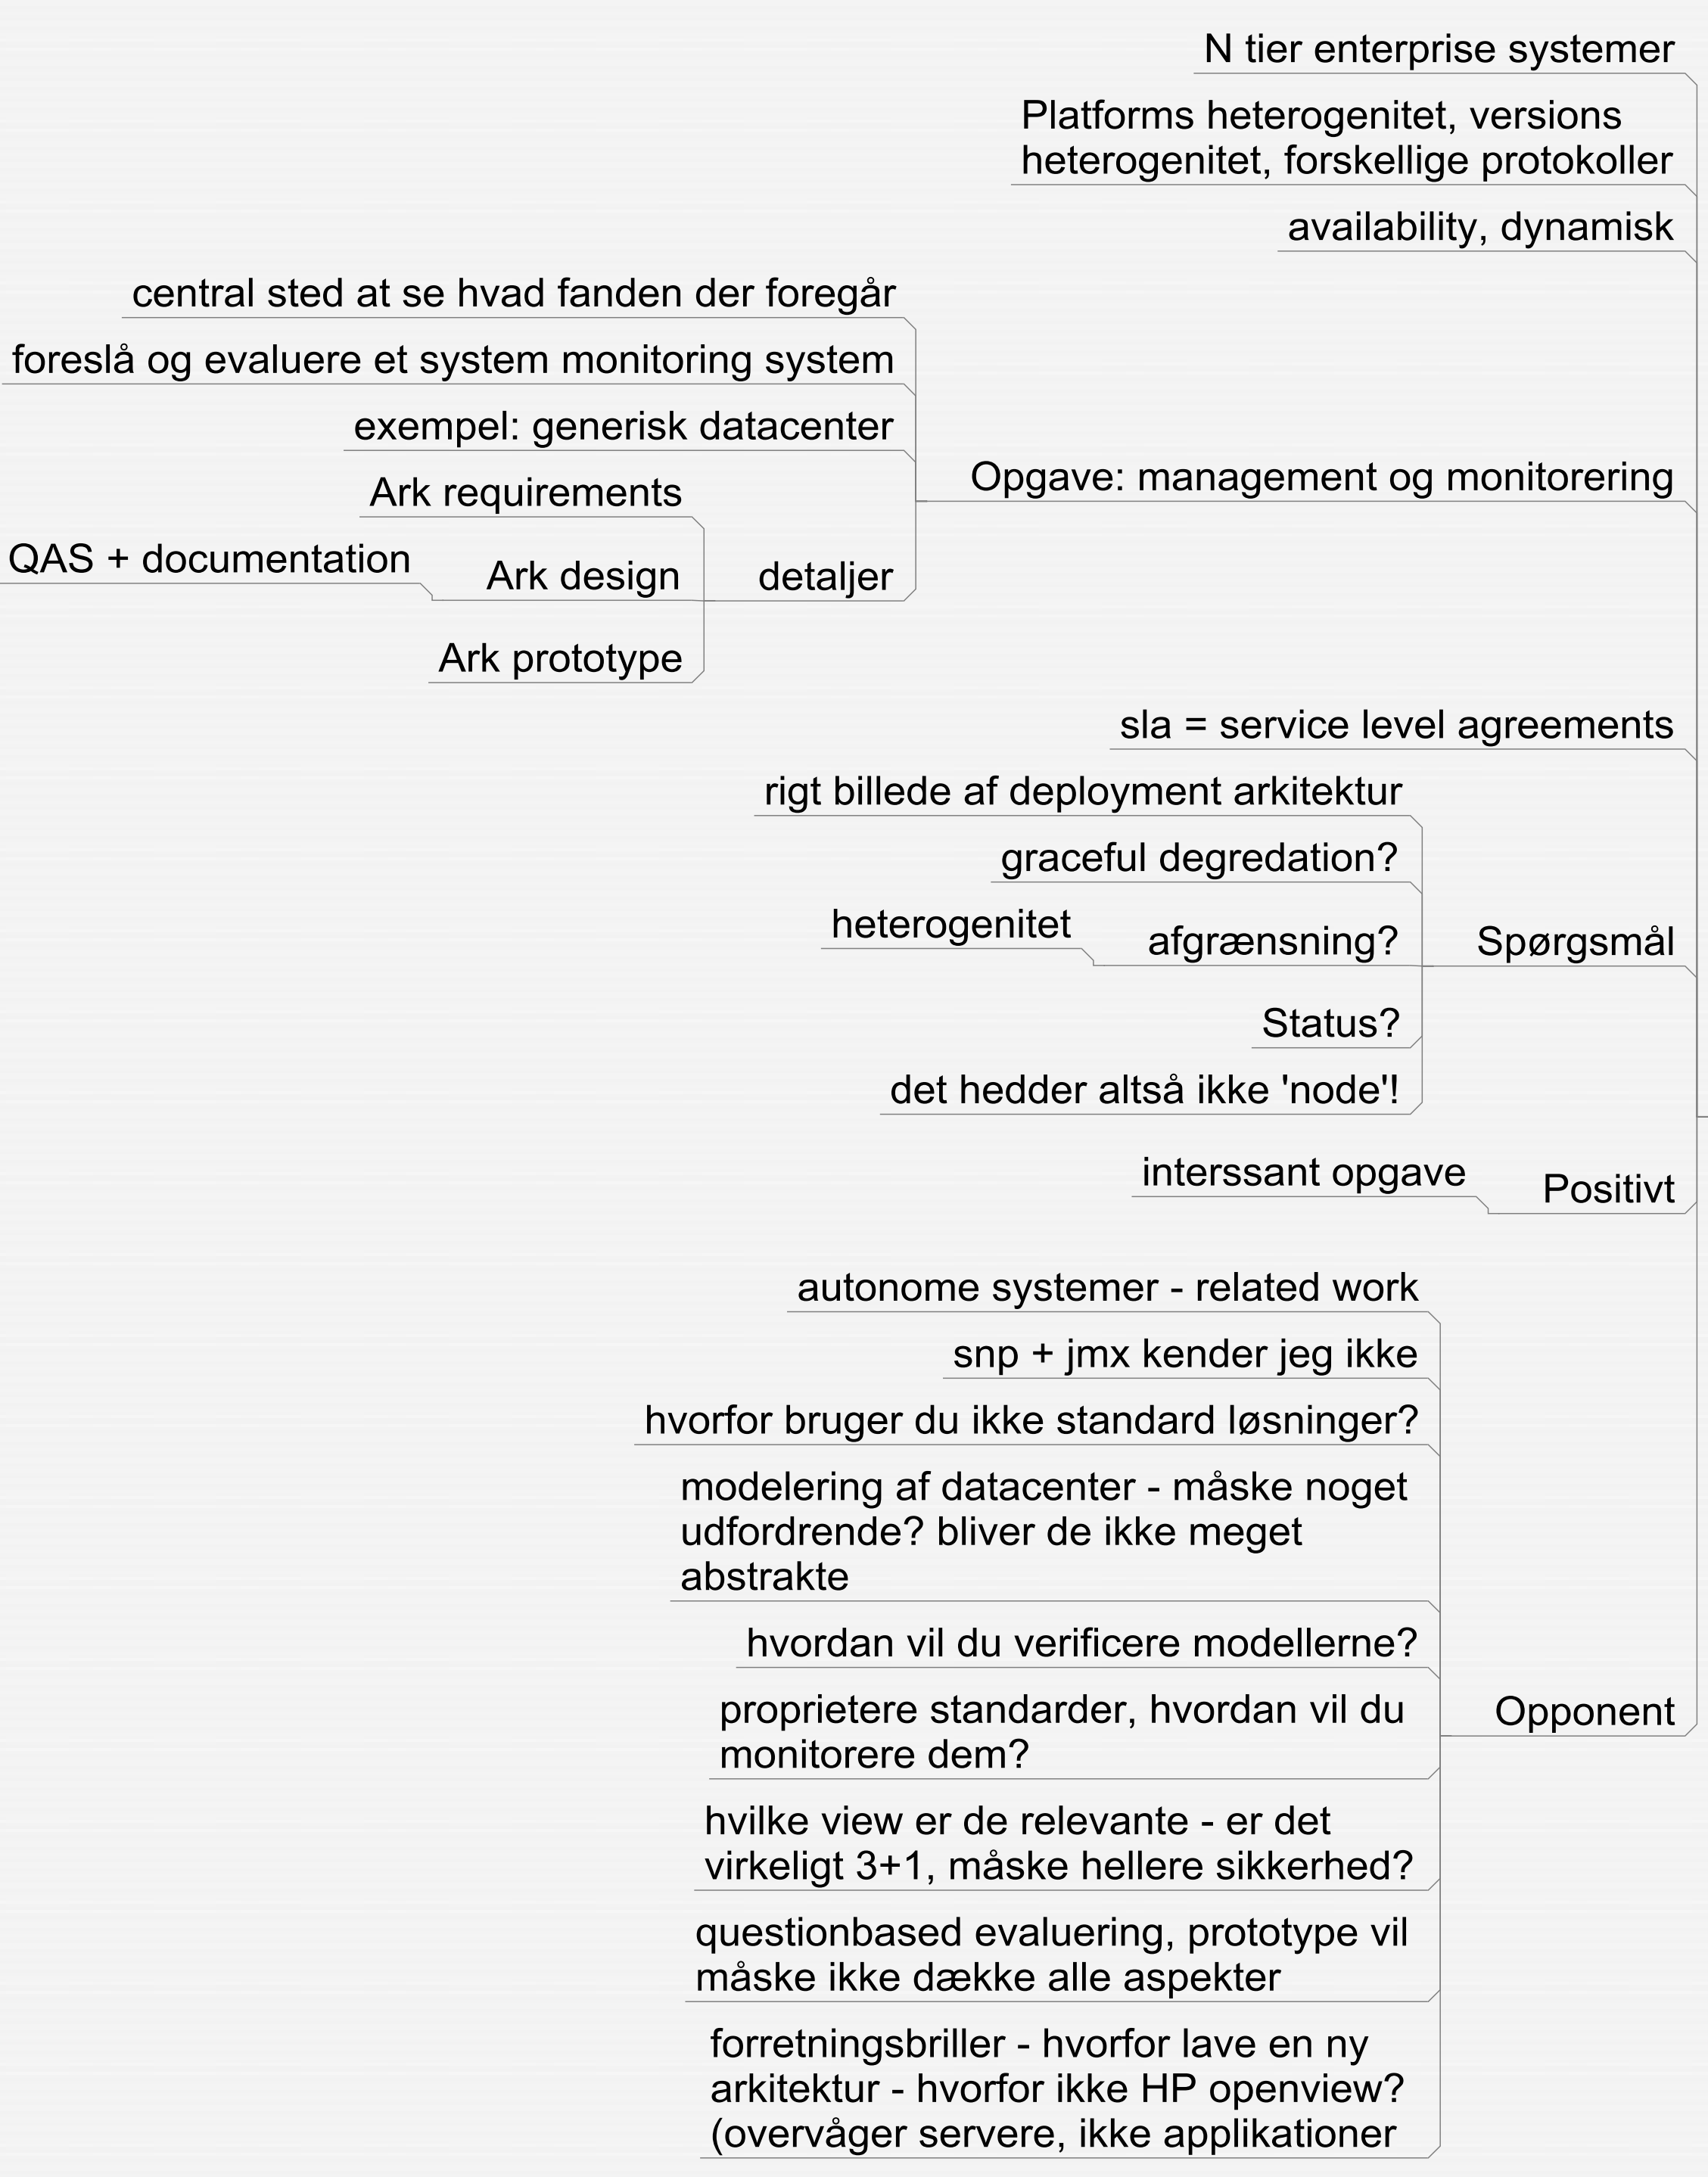 N tier enterprise systemer
Platforms heterogenitet, versions
heterogenitet, forskellige protokoller
availability, dynamisk
central sted at se hvad fanden der foregår
foreslå og evaluere et system monitoring system
exempel: generisk datacenter
Opgave: management og monitorering
Ark requirements
QAS + documentation
Ark design
detaljer
Ark prototype
sla = service level agreements
rigt billede af deployment arkitektur
graceful degredation?
heterogenitet
afgrænsning?
Spørgsmål
Status?
det hedder altså ikke 'node'!
interssant opgave
Positivt
autonome systemer - related work
snp + jmx kender jeg ikke
hvorfor bruger du ikke standard løsninger?
modelering af datacenter - måske noget
udfordrende? bliver de ikke meget
abstrakte
hvordan vil du verificere modellerne?
proprietere standarder, hvordan vil du
monitorere dem?
Opponent
hvilke view er de relevante - er det
virkeligt 3+1, måske hellere sikkerhed?
questionbased evaluering, prototype vil
måske ikke dække alle aspekter
forretningsbriller - hvorfor lave en ny
arkitektur - hvorfor ikke HP openview?
(overvåger servere, ikke applikationer